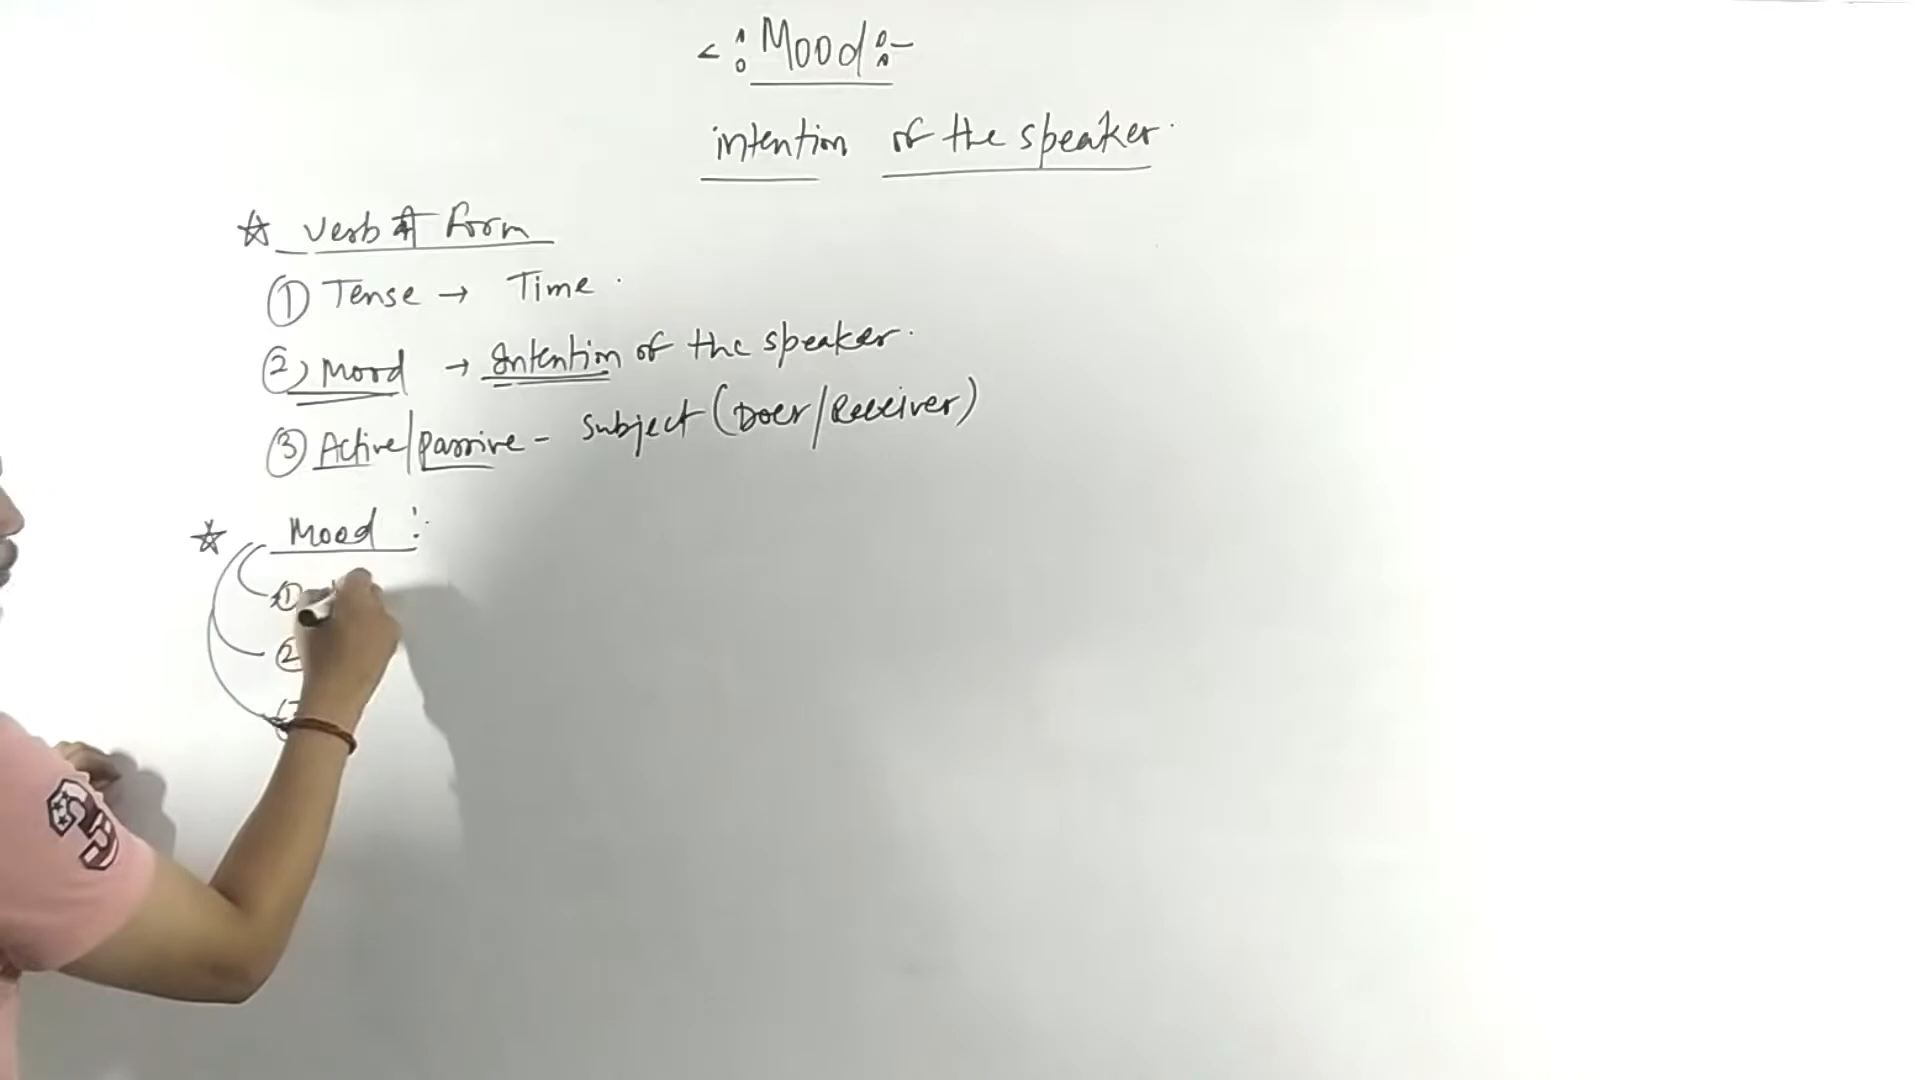 <:Mood:-
intention of the speaker.
☆ Verb का form
① Tense → Time.
② Mood → Intention of the speaker.
③ Active/Passive - Subject (Doer/Receiver)
☆ Mood :
①
②